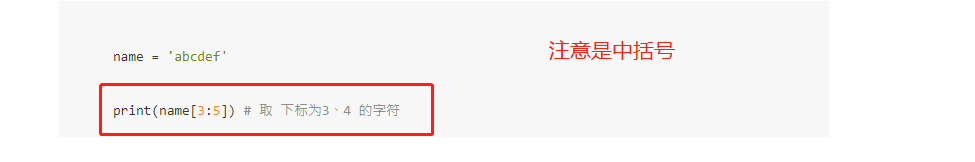 注意是中括号
name = 'abcdef'
print(name[3:5]) # 取 下标为3、4 的字符